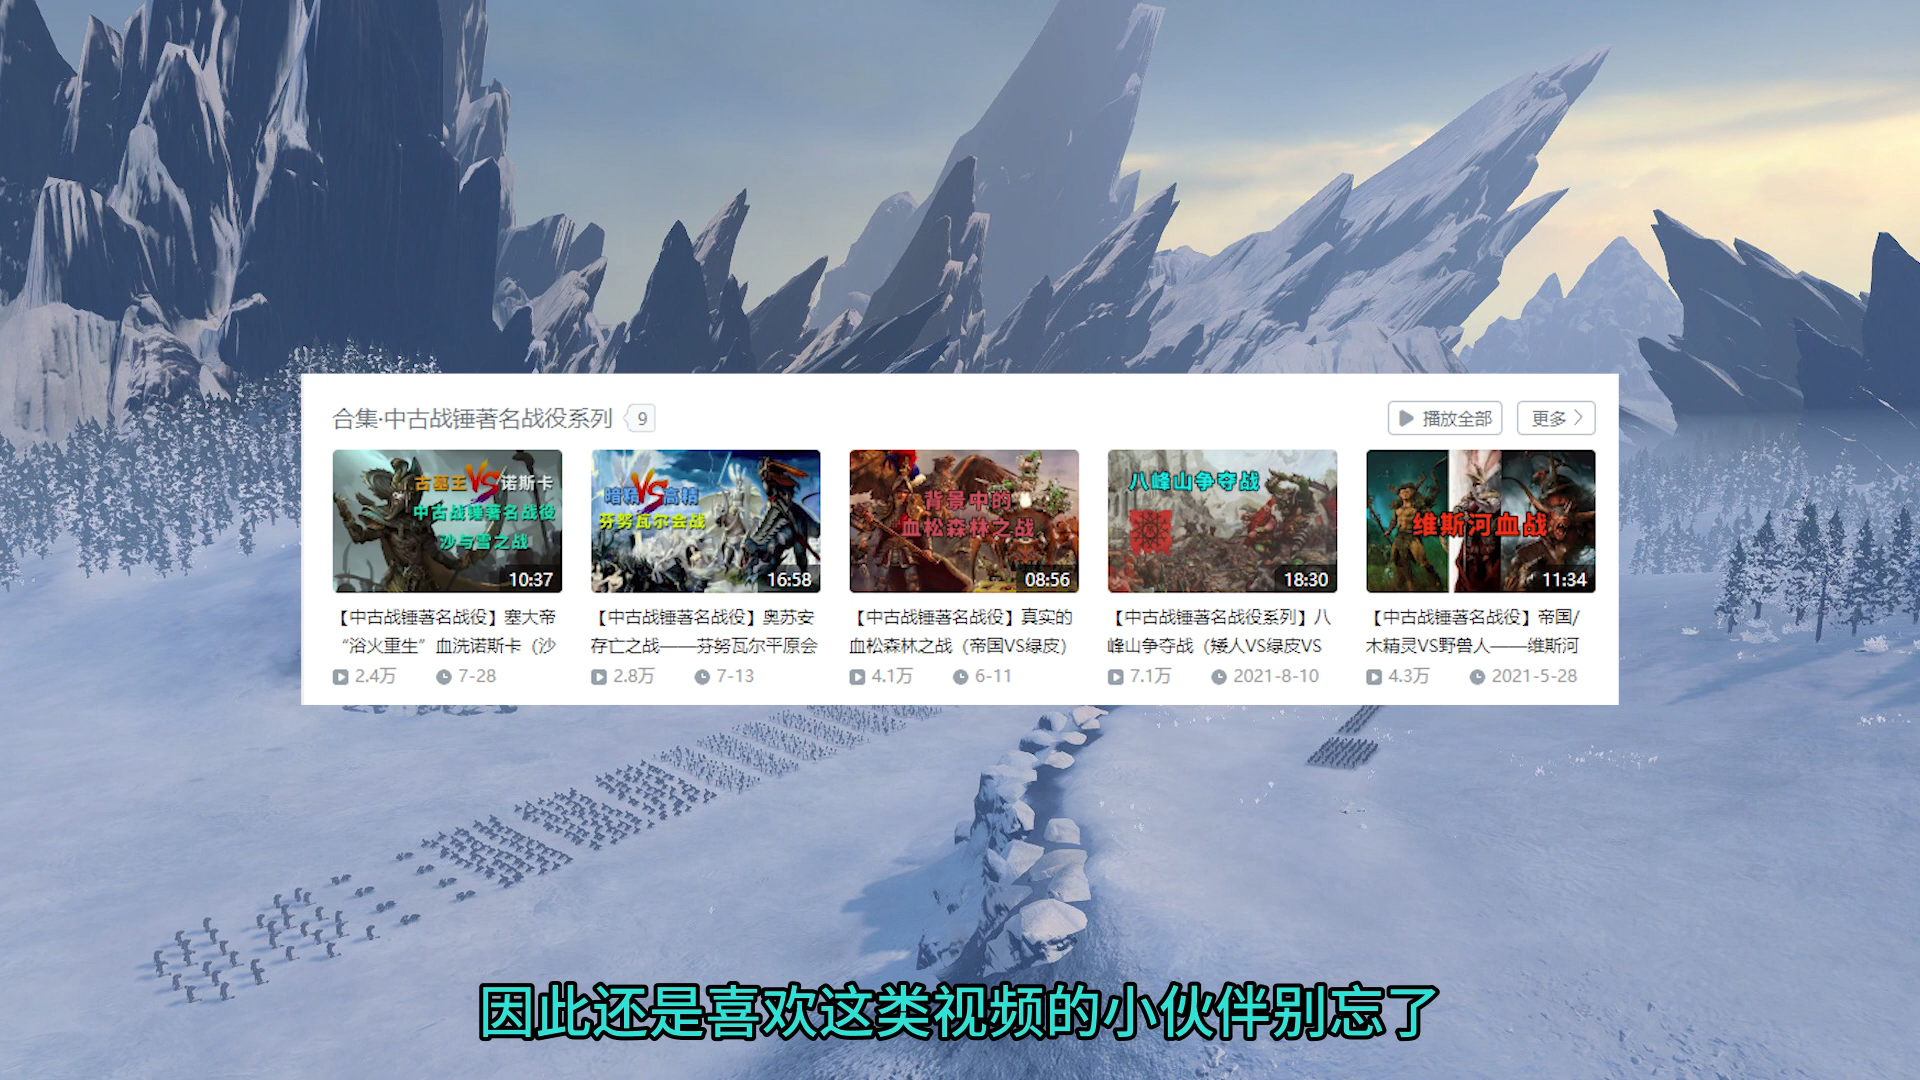 合集·中古战锤著名战役系列 9
播放全部 更多
古墓王VS诺斯卡
中古战锤著名战役
沙与雪之战
10:37
暗精VS高精
芬努瓦尔会战
16:58
背景中的
血松森林之战
08:56
八峰山争夺战
18:30
维斯河血战
11:34
【中古战锤著名战役】塞大帝
“浴火重生”血洗诺斯卡（沙
2.4万 7-28
【中古战锤著名战役】奥苏安
存亡之战——芬努瓦尔平原会
2.8万 7-13
【中古战锤著名战役】真实的
血松森林之战（帝国VS绿皮）
4.1万 6-11
【中古战锤著名战役系列】八
峰山争夺战（矮人VS绿皮VS
7.1万 2021-8-10
【中古战锤著名战役】帝国/
木精灵VS野兽人——维斯河
4.3万 2021-5-28
因此还是喜欢这类视频的小伙伴别忘了